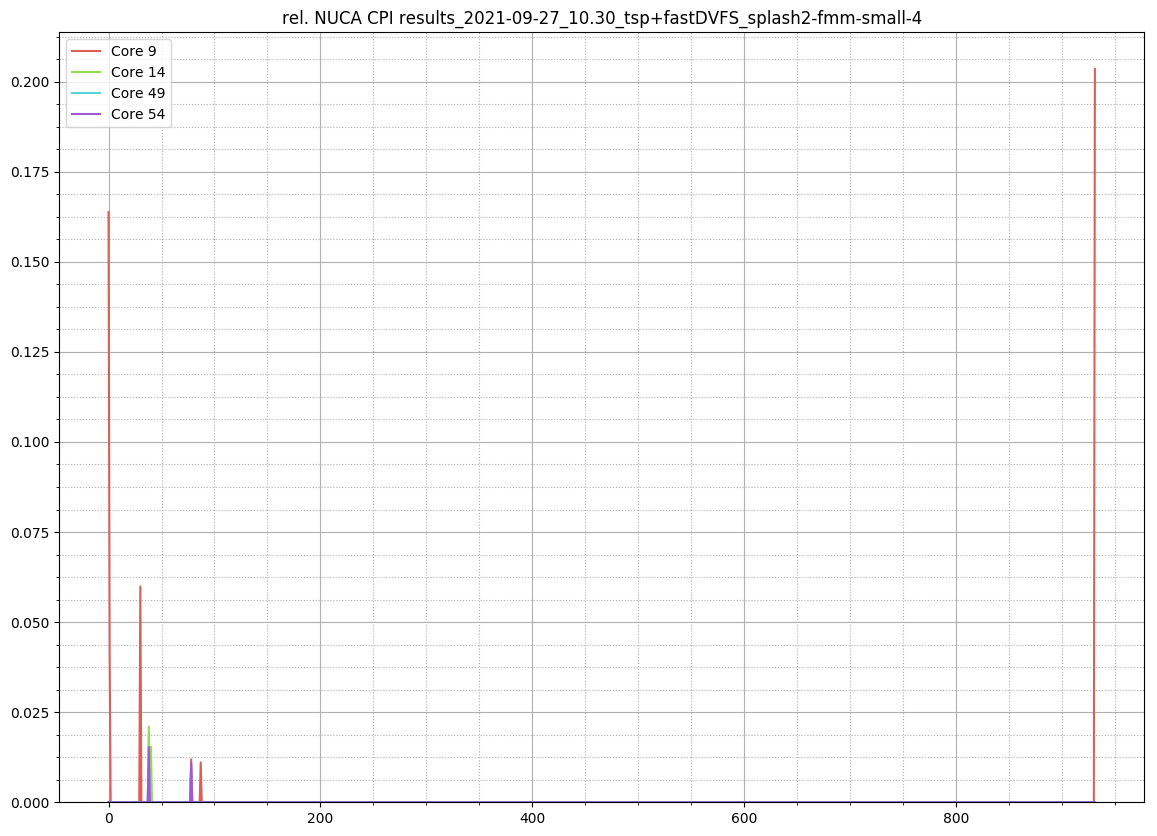 rel. NUCA CPI results_2021-09-27_10.30_tsp+fastDVFS_splash2-fmm-small-4
Core 9
Core 14
Core 49
Core 54
0.200
0.175
0.150
0.125
0.100
0.075
0.050
0.025
0.000
0 200 400 600 800